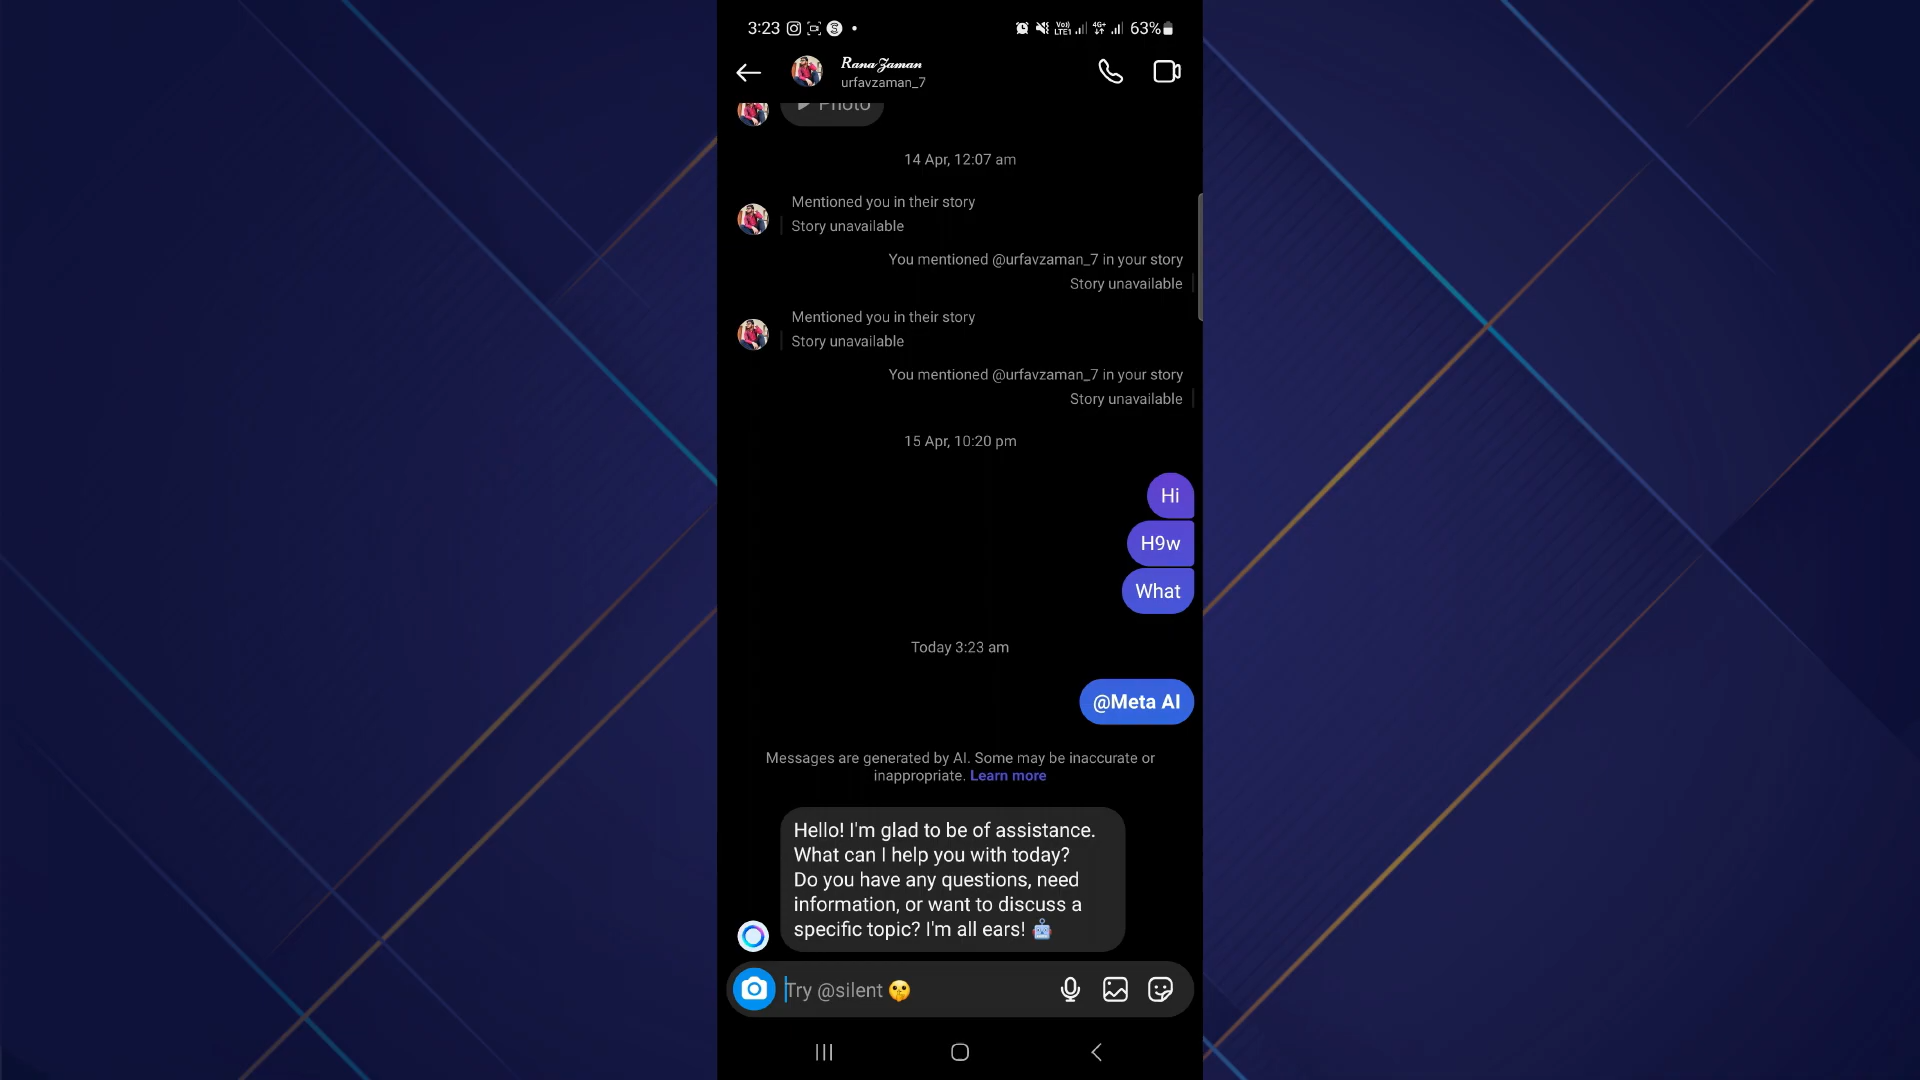 3:23
Vo)) LTE1 4G+ 63%
Rana Zaman
urfavzaman_7
Photo
14 Apr, 12:07 am
Mentioned you in their story
Story unavailable
You mentioned @urfavzaman_7 in your story
Story unavailable
Mentioned you in their story
Story unavailable
You mentioned @urfavzaman_7 in your story
Story unavailable
15 Apr, 10:20 pm
Hi
H9w
What
Today 3:23 am
@Meta AI
Messages are generated by AI. Some may be inaccurate or
inappropriate. Learn more
Hello! I'm glad to be of assistance.
What can I help you with today?
Do you have any questions, need
information, or want to discuss a
specific topic? I'm all ears! 🤖
Try @silent 🤫